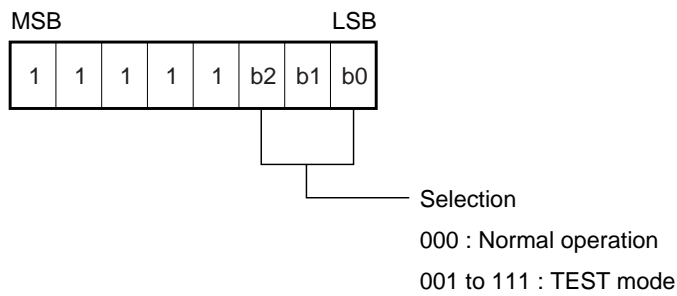 MSB LSB
1 1 1 1 1 b2 b1 b0
Selection
000 : Normal operation
001 to 111 : TEST mode